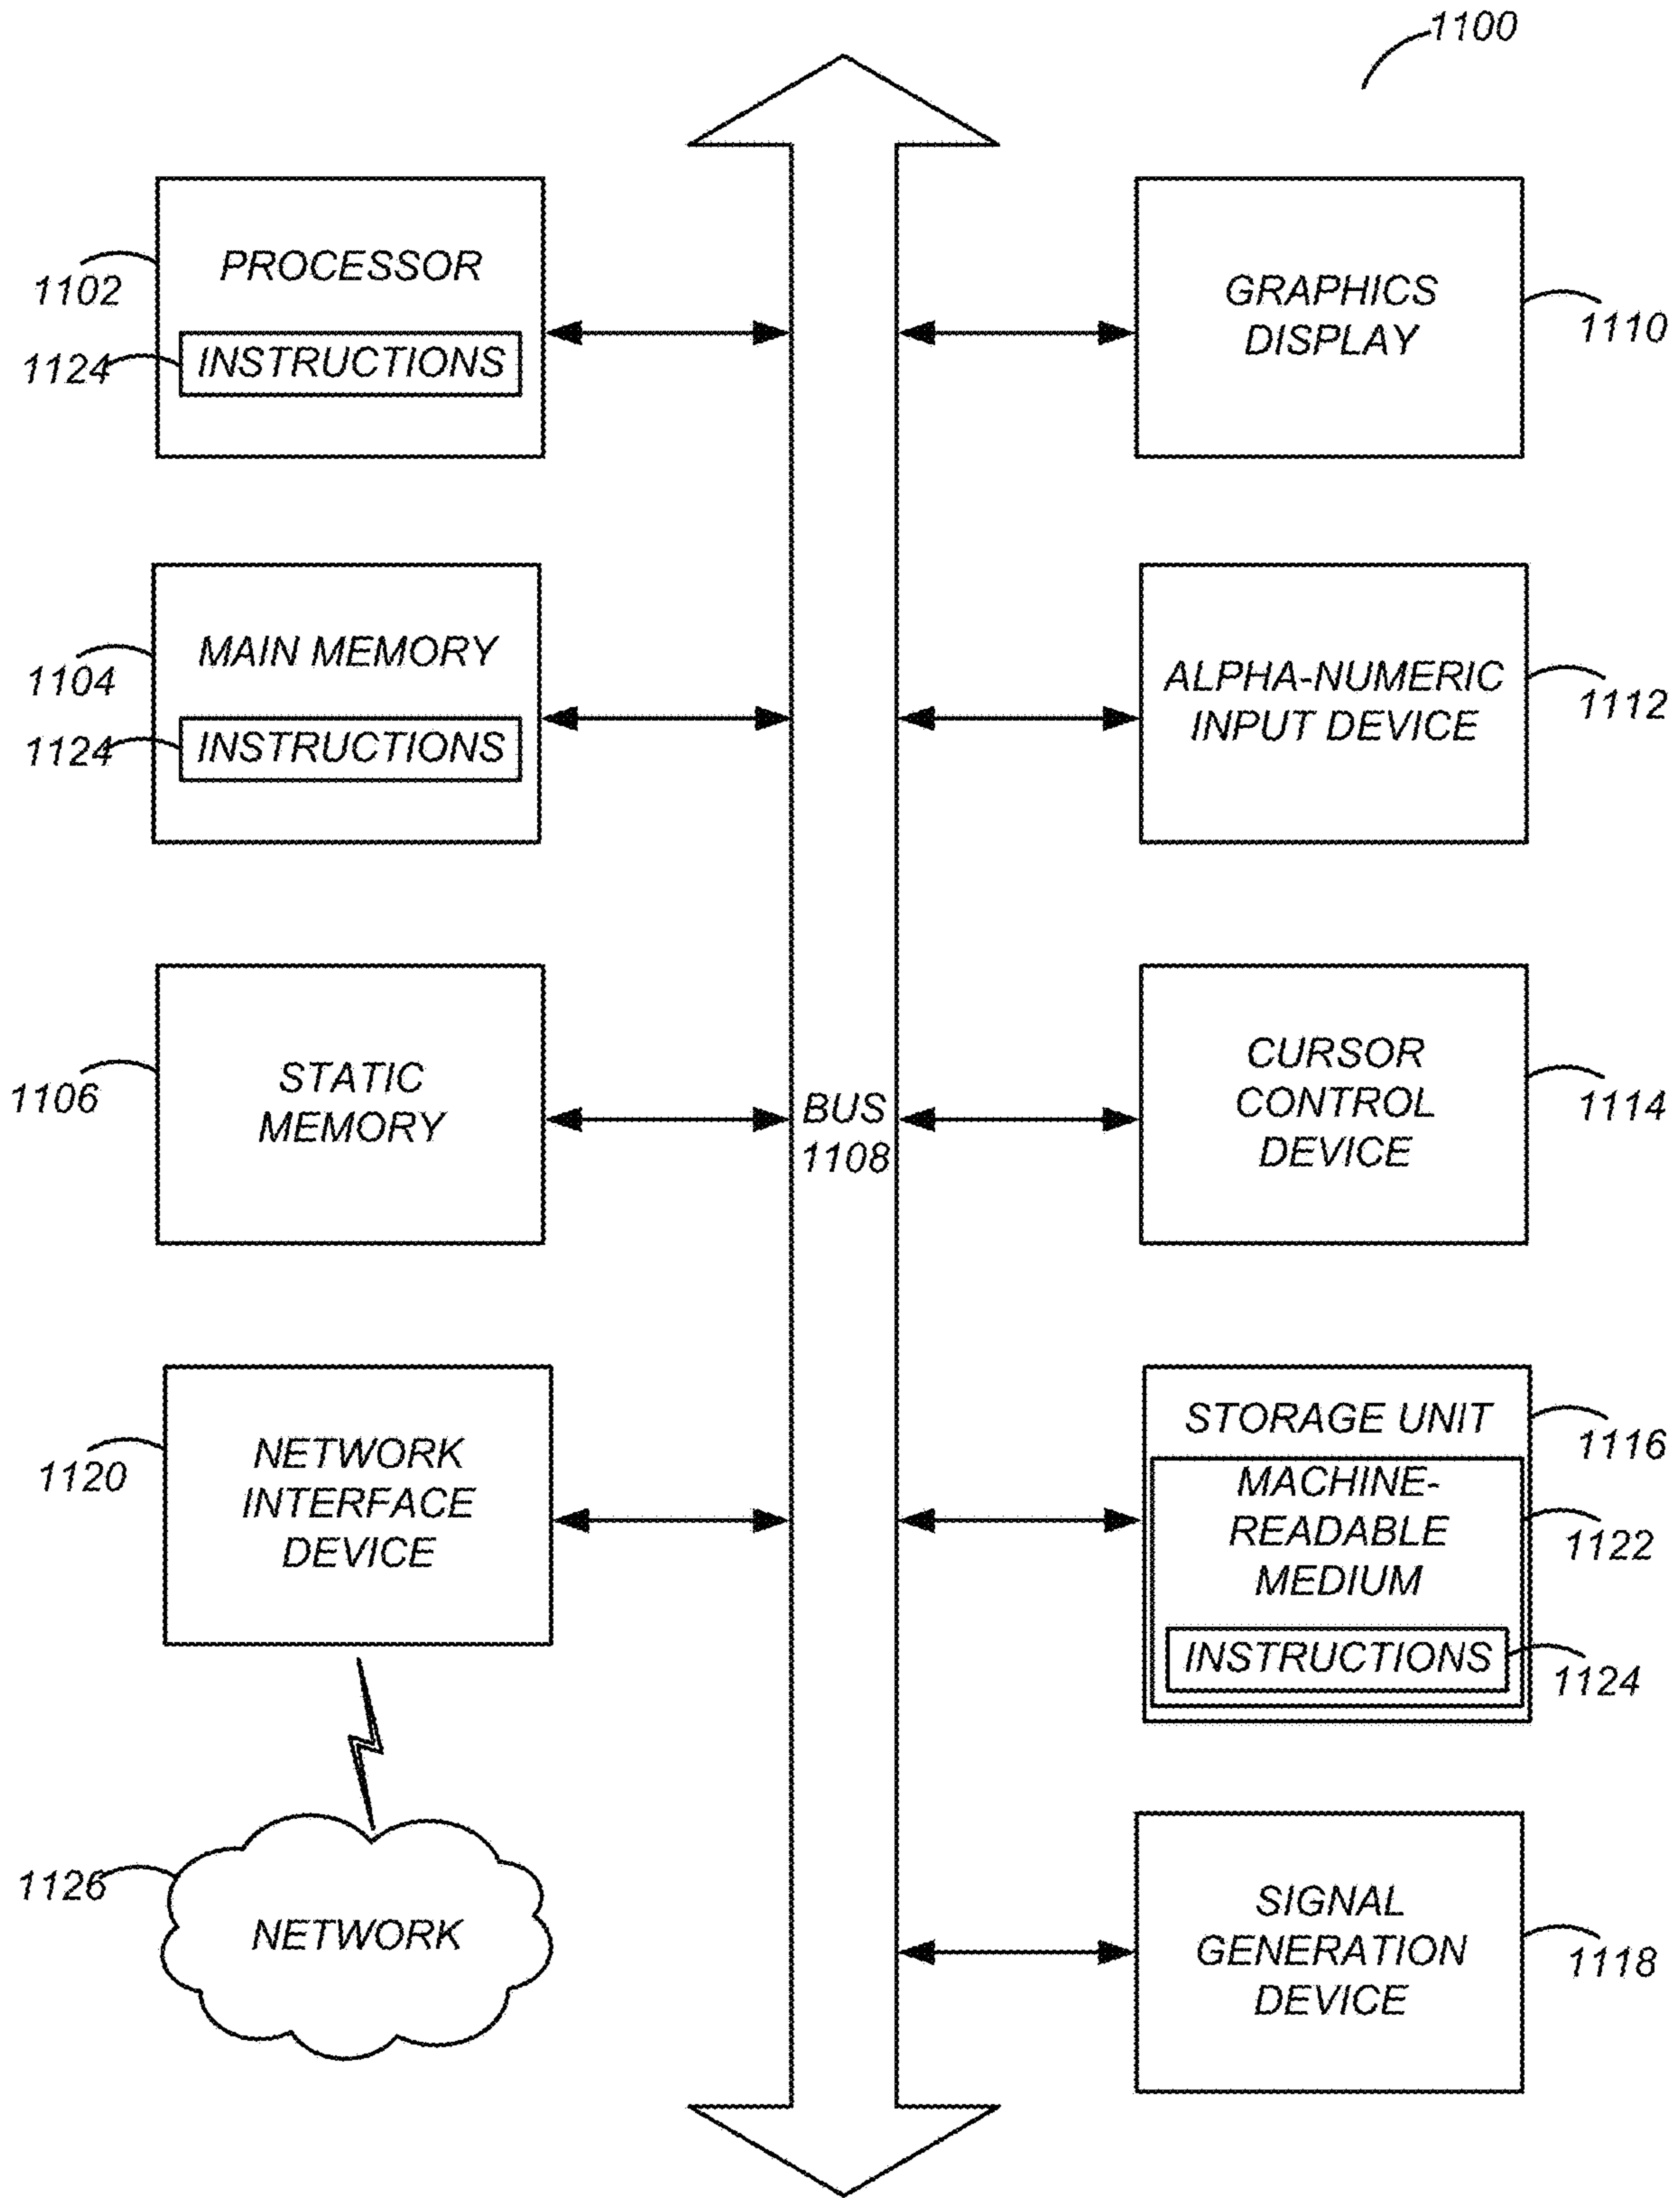 1100
PROCESSOR
1102
1124
INSTRUCTIONS
MAIN MEMORY
1104
1124
INSTRUCTIONS
STATIC
MEMORY
1106
NETWORK
INTERFACE
DEVICE
1120
1126
NETWORK
BUS
1108
GRAPHICS
DISPLAY
1110
ALPHA-NUMERIC
INPUT DEVICE
1112
CURSOR
CONTROL
DEVICE
1114
STORAGE UNIT
1116
MACHINE-
READABLE
MEDIUM
1122
INSTRUCTIONS
1124
SIGNAL
GENERATION
DEVICE
1118